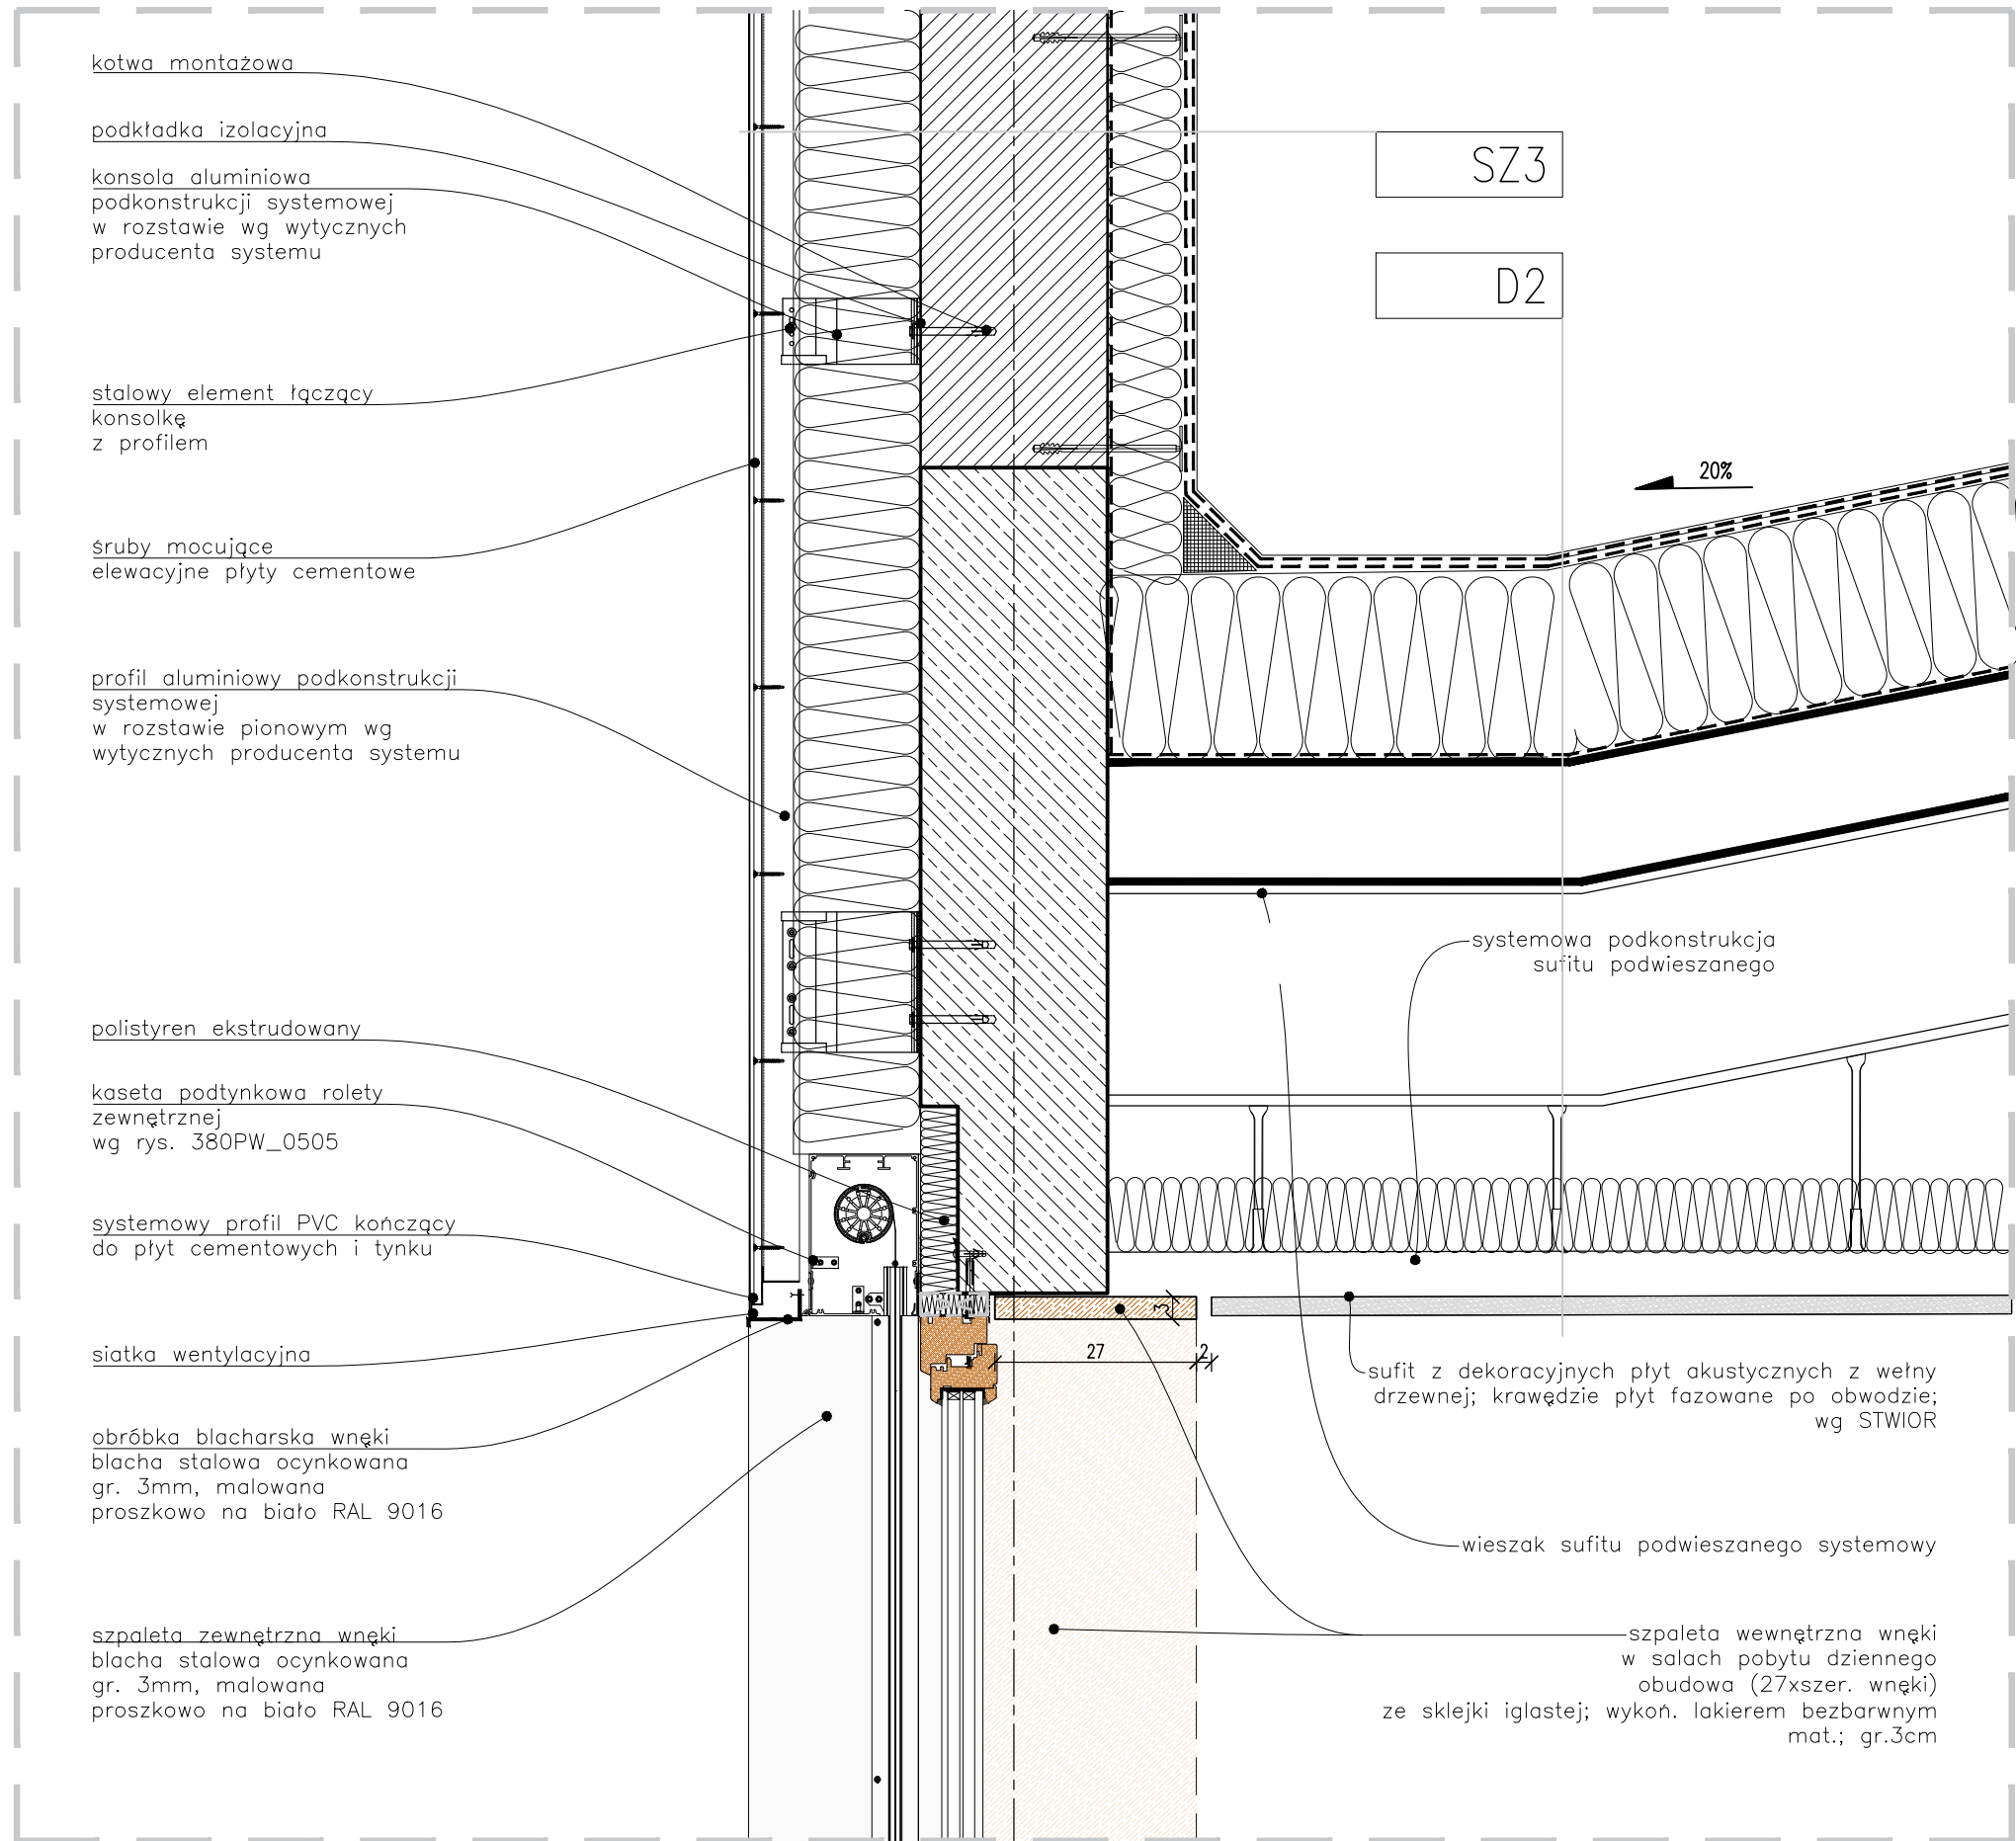 kotwa montażowa
podkładka izolacyjna
konsola aluminiowa
podkonstrukcji systemowej
w rozstawie wg wytycznych
producenta systemu
stalowy element łączący
konsolkę
z profilem
śruby mocujące
elewacyjne płyty cementowe
profil aluminiowy podkonstrukcji
systemowej
w rozstawie pionowym wg
wytycznych producenta systemu
polistyren ekstrudowany
kaseta podtynkowa rolety
zewnętrznej
wg rys. 380PW_0505
systemowy profil PVC kończący
do płyt cementowych i tynku
siatka wentylacyjna
obróbka blacharska wnęki
blacha stalowa ocynkowana
gr. 3mm, malowana
proszkowo na biało RAL 9016
szpaleta zewnętrzna wnęki
blacha stalowa ocynkowana
gr. 3mm, malowana
proszkowo na biało RAL 9016
SZ3
D2
20%
systemowa podkonstrukcja
sufitu podwieszanego
3
27
2
sufit z dekoracyjnych płyt akustycznych z wełny
drzewnej; krawędzie płyt fazowane po obwodzie;
wg STWIOR
wieszak sufitu podwieszanego systemowy
szpaleta wewnętrzna wnęki
w salach pobytu dziennego
obudowa (27xszer. wnęki)
ze sklejki iglastej; wykoń. lakierem bezbarwnym
mat.; gr.3cm